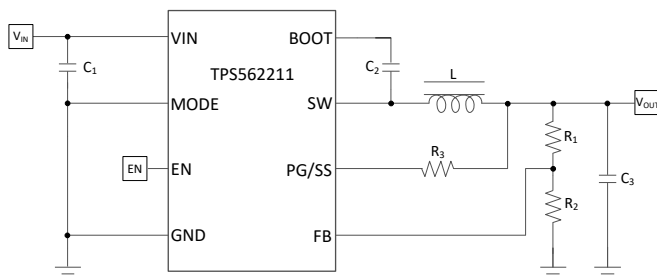 VIN
VIN
BOOT
C1
TPS562211
C2
L
MODE
SW
VOUT
R1
EN
EN
PG/SS
R3
C3
R2
GND
FB